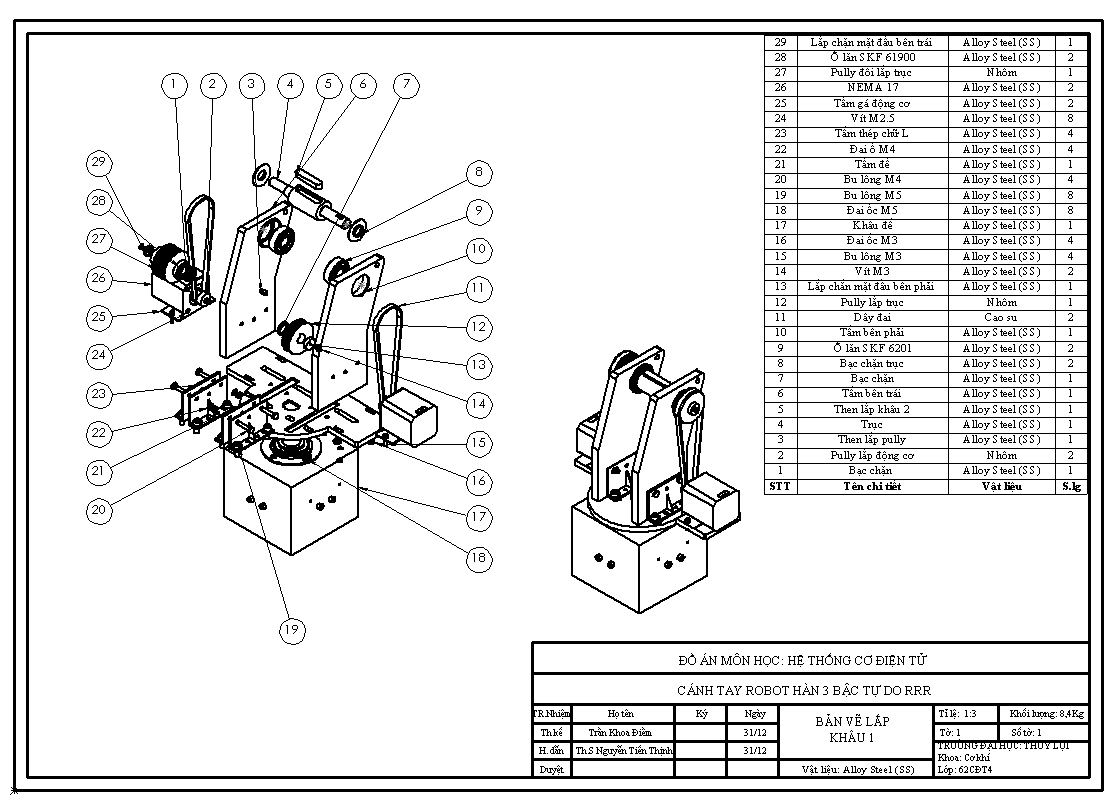 29 Lắp chặn mặt đầu bên trái Alloy Steel (SS) 1
28 Ổ lăn SKF 61900 Alloy Steel (SS) 2
27 Pully đôi lắp trục Nhôm 1
26 NEMA 17 Alloy Steel (SS) 2
25 Tấm gá động cơ Alloy Steel (SS) 2
24 Vít M2.5 Alloy Steel (SS) 8
23 Tấm thép chữ L Alloy Steel (SS) 4
22 Đai ố M4 Alloy Steel (SS) 4
21 Tấm đế Alloy Steel (SS) 1
20 Bu lông M4 Alloy Steel (SS) 4
19 Bu lông M5 Alloy Steel (SS) 8
18 Đai ốc M5 Alloy Steel (SS) 8
17 Khâu đế Alloy Steel (SS) 1
16 Đai ốc M3 Alloy Steel (SS) 4
15 Bu lông M3 Alloy Steel (SS) 4
14 Vít M3 Alloy Steel (SS) 2
13 Lắp chặn mặt đầu bên phải Alloy Steel (SS) 1
12 Pully lắp trục Nhôm 1
11 Dây đai Cao su 2
10 Tấm bên phải Alloy Steel (SS) 1
9 Ổ lăn SKF 6201 Alloy Steel (SS) 2
8 Bạc chặn trục Alloy Steel (SS) 2
7 Bạc chặn Alloy Steel (SS) 1
6 Tấm bên trái Alloy Steel (SS) 1
5 Then lắp khâu 2 Alloy Steel (SS) 1
4 Trục Alloy Steel (SS) 1
3 Then lắp pully Alloy Steel (SS) 1
2 Pully lắp động cơ Nhôm 2
1 Bạc chặn Alloy Steel (SS) 1
STT Tên chi tiết Vật liệu S.lg
1 2 3 4 5 6 7
29
8
28
9
27
10
26
11
25
12
24
13
23
14
22
15
21
16
20
17
18
19
ĐỒ ÁN MÔN HỌC: HỆ THỐNG CƠ ĐIỆN TỬ
CÁNH TAY ROBOT HÀN 3 BẬC TỰ DO RRR
TR.Nhiệm Họ tên Ký Ngày
BẢN VẼ LẮP
KHÂU 1
Tỉ lệ: 1:3 Khối lượng: 8,4Kg
Th.kế Trần Khoa Điềm 31/12
Tờ: 1 Số tờ: 1
H.dẫn Th.S Nguyễn Tiến Thịnh 31/12
TRƯỜNG ĐẠI HỌC: THỦY LỢI
Khoa: Cơ khí
Duyệt Vật liệu: Alloy Steel (SS) Lớp: 62CĐT4